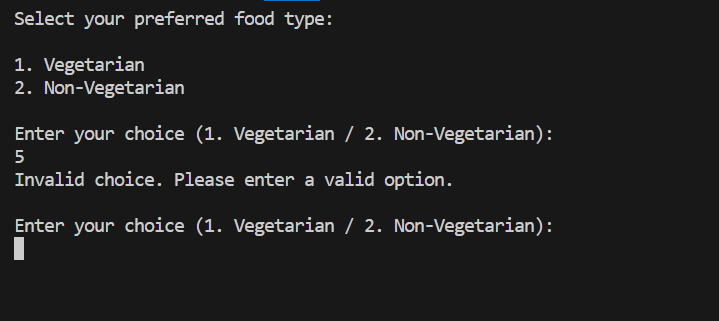 Select your preferred food type:
1. Vegetarian
2. Non-Vegetarian
Enter your choice (1. Vegetarian / 2. Non-Vegetarian):
5
Invalid choice. Please enter a valid option.
Enter your choice (1. Vegetarian / 2. Non-Vegetarian):